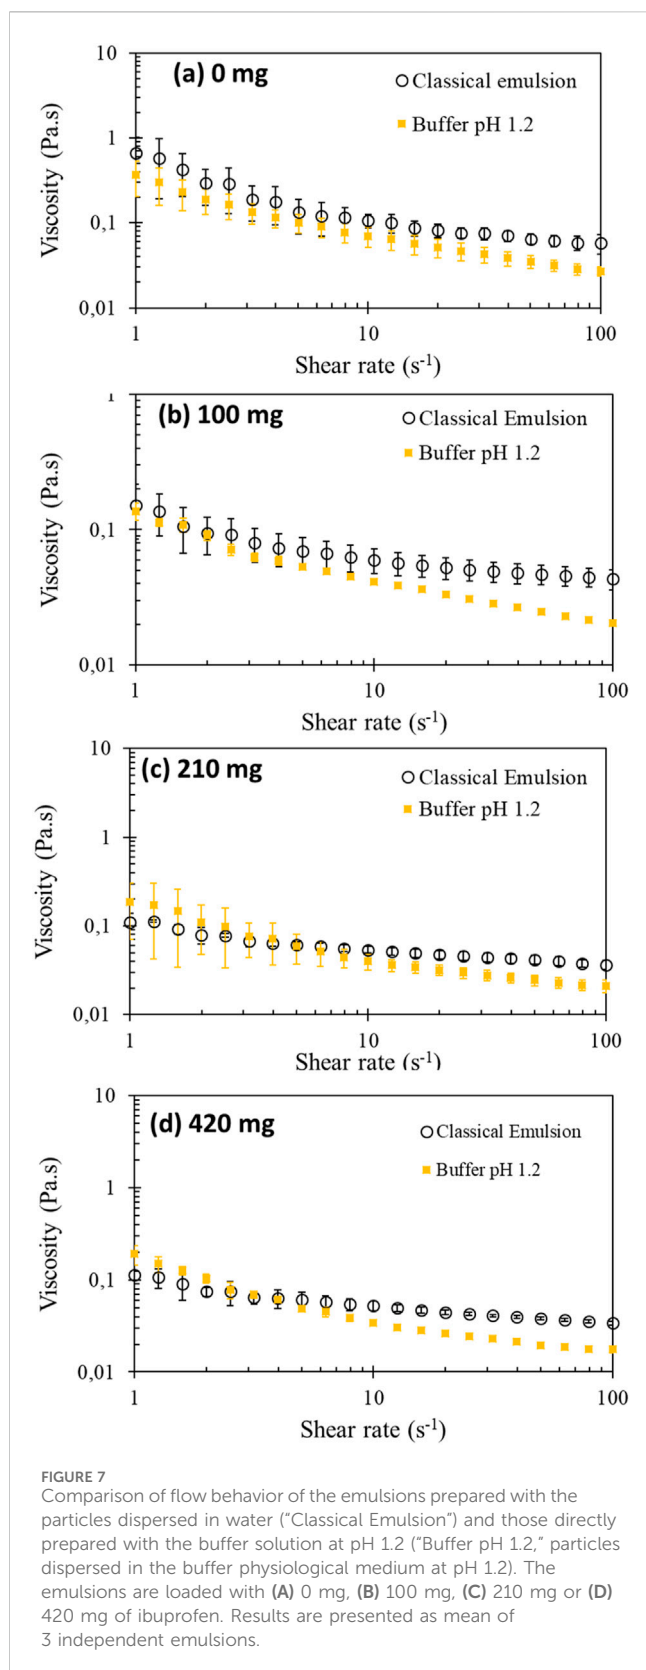 (a) 0 mg
Classical emulsion
Buffer pH 1.2
Viscosity (Pa.s)
10
1
0,1
0,01
1
10
100
Shear rate (s⁻¹)
(b) 100 mg
Classical Emulsion
Buffer pH 1.2
Viscosity (Pa.s)
1
0,1
0,01
1
10
100
Shear rate (s⁻¹)
(c) 210 mg
Classical Emulsion
Buffer pH 1.2
Viscosity (Pa.s)
10
1
0,1
0,01
1
10
100
Shear rate (s⁻¹)
(d) 420 mg
Classical Emulsion
Buffer pH 1.2
Viscosity (Pa.s)
10
1
0,1
0,01
1
10
100
Shear rate (s⁻¹)
FIGURE 7
Comparison of flow behavior of the emulsions prepared with the
particles dispersed in water (“Classical Emulsion”) and those directly
prepared with the buffer solution at pH 1.2 (“Buffer pH 1.2,” particles
dispersed in the buffer physiological medium at pH 1.2). The
emulsions are loaded with (A) 0 mg, (B) 100 mg, (C) 210 mg or (D)
420 mg of ibuprofen. Results are presented as mean of
3 independent emulsions.